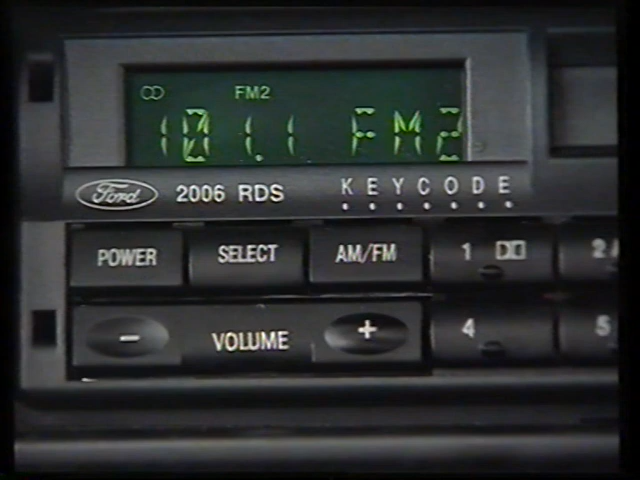 FM2
101.1 FM2
Ford 2006 RDS KEYCODE
POWER SELECT AM/FM 1 2
VOLUME 4 5
- +